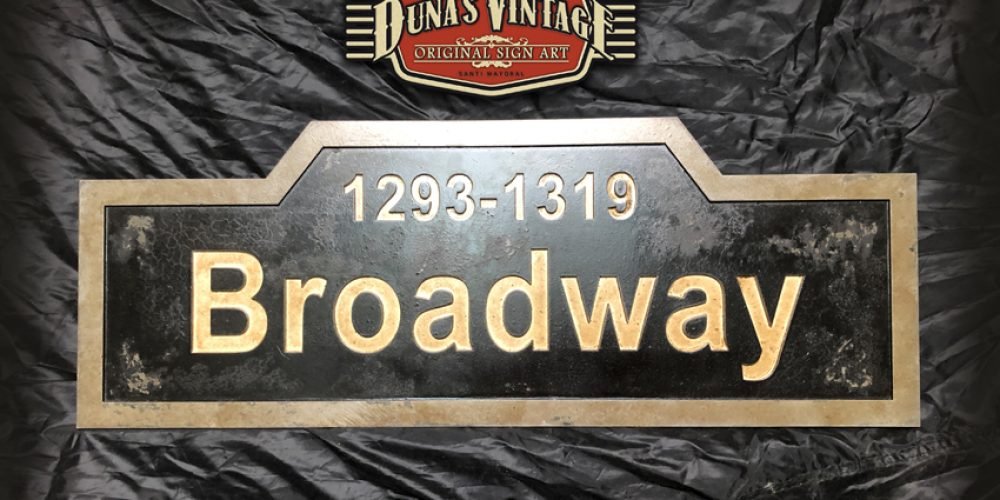 DUNA'S VINTAGE
ORIGINAL SIGN ART
SANTI MAYORAL
1293-1319
Broadway